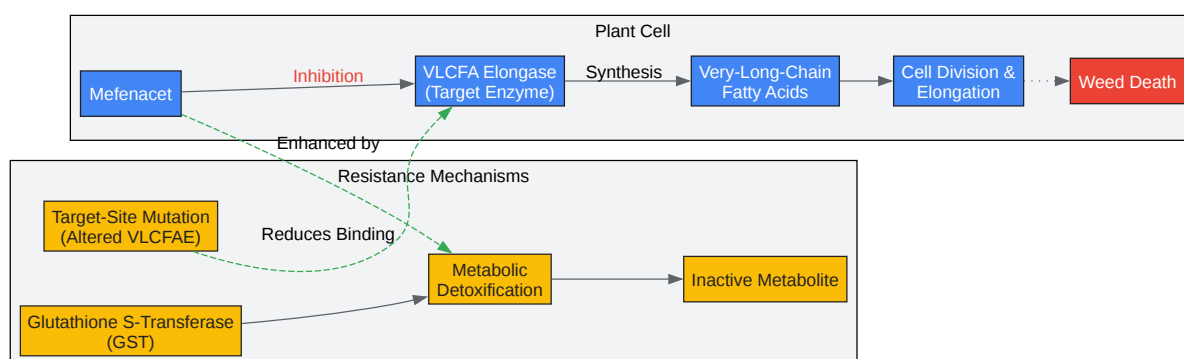 Plant Cell
Mefenacet
Inhibition
VLCFA Elongase
(Target Enzyme)
Synthesis
Very-Long-Chain
Fatty Acids
Cell Division &
Elongation
Weed Death
Enhanced by
Resistance Mechanisms
Target-Site Mutation
(Altered VLCFAE)
Reduces Binding
Metabolic
Detoxification
Inactive Metabolite
Glutathione S-Transferase
(GST)